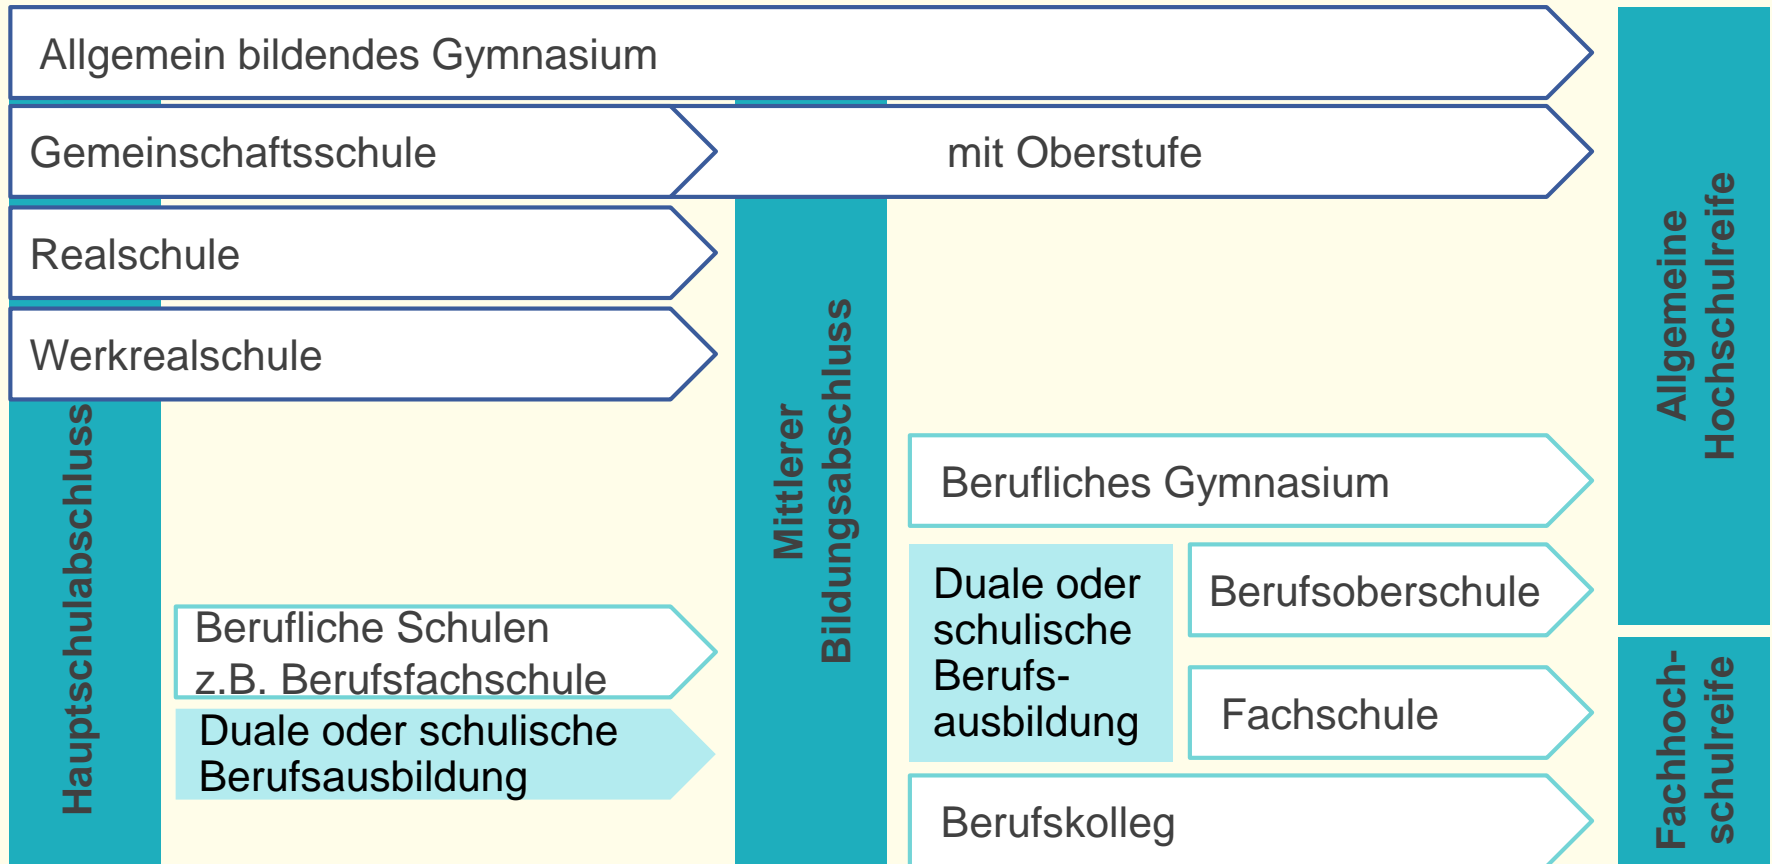 Allgemein bildendes Gymnasium
Gemeinschaftsschule
mit Oberstufe
Realschule
Werkrealschule
Hauptschulabschluss
Berufliche Schulen
z.B. Berufsfachschule
Duale oder schulische
Berufsausbildung
Mittlerer
Bildungsabschluss
Berufliches Gymnasium
Duale oder
schulische
Berufs-
ausbildung
Berufsoberschule
Fachschule
Berufskolleg
Allgemeine
Hochschulreife
Fachhoch-
schulreife